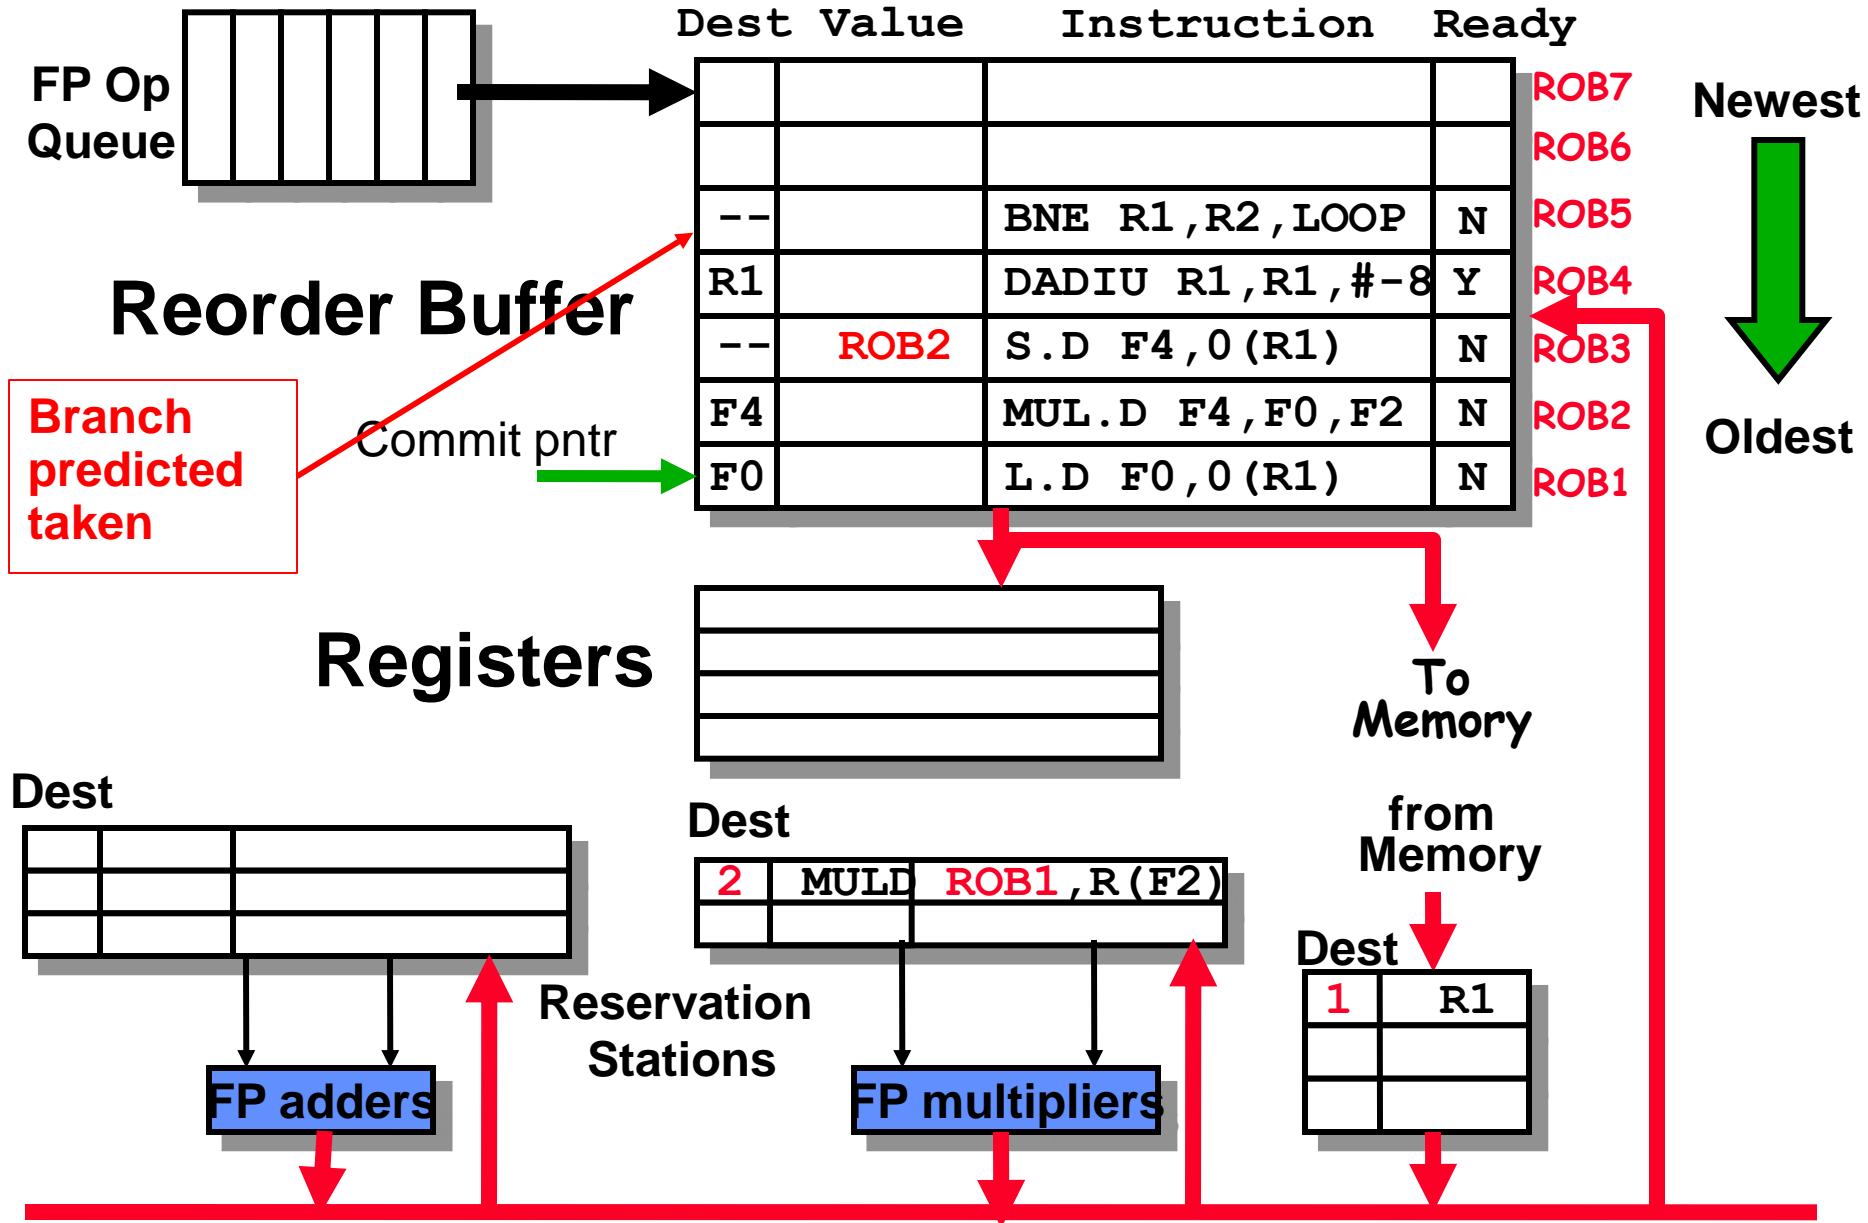 Dest Value Instruction Ready
FP Op
Queue
ROB7
Newest
ROB6
-- BNE R1,R2,LOOP N ROB5
Reorder Buffer
R1 DADIU R1,R1,#-8 Y ROB4
-- ROB2 S.D F4,0(R1) N ROB3
Branch
predicted
taken
Commit pntr
F4 MUL.D F4,F0,F2 N ROB2
Oldest
F0 L.D F0,0(R1) N ROB1
Registers
To
Memory
Dest
Dest
from
Memory
2 MULD ROB1,R(F2)
Dest
1 R1
Reservation
Stations
FP adders
FP multipliers